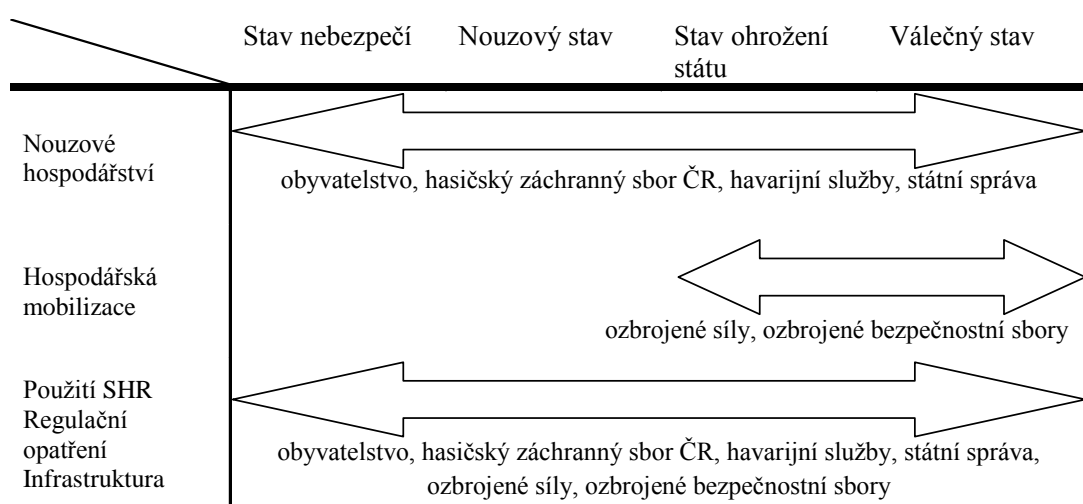 Stav nebezpečí Nouzový stav Stav ohrožení Válečný stav
státu
Nouzové
hospodářství
obyvatelstvo, hasičský záchranný sbor ČR, havarijní služby, státní správa
Hospodářská
mobilizace
ozbrojené síly, ozbrojené bezpečnostní sbory
Použití SHR
Regulační
opatření
Infrastruktura
obyvatelstvo, hasičský záchranný sbor ČR, havarijní služby, státní správa,
ozbrojené síly, ozbrojené bezpečnostní sbory